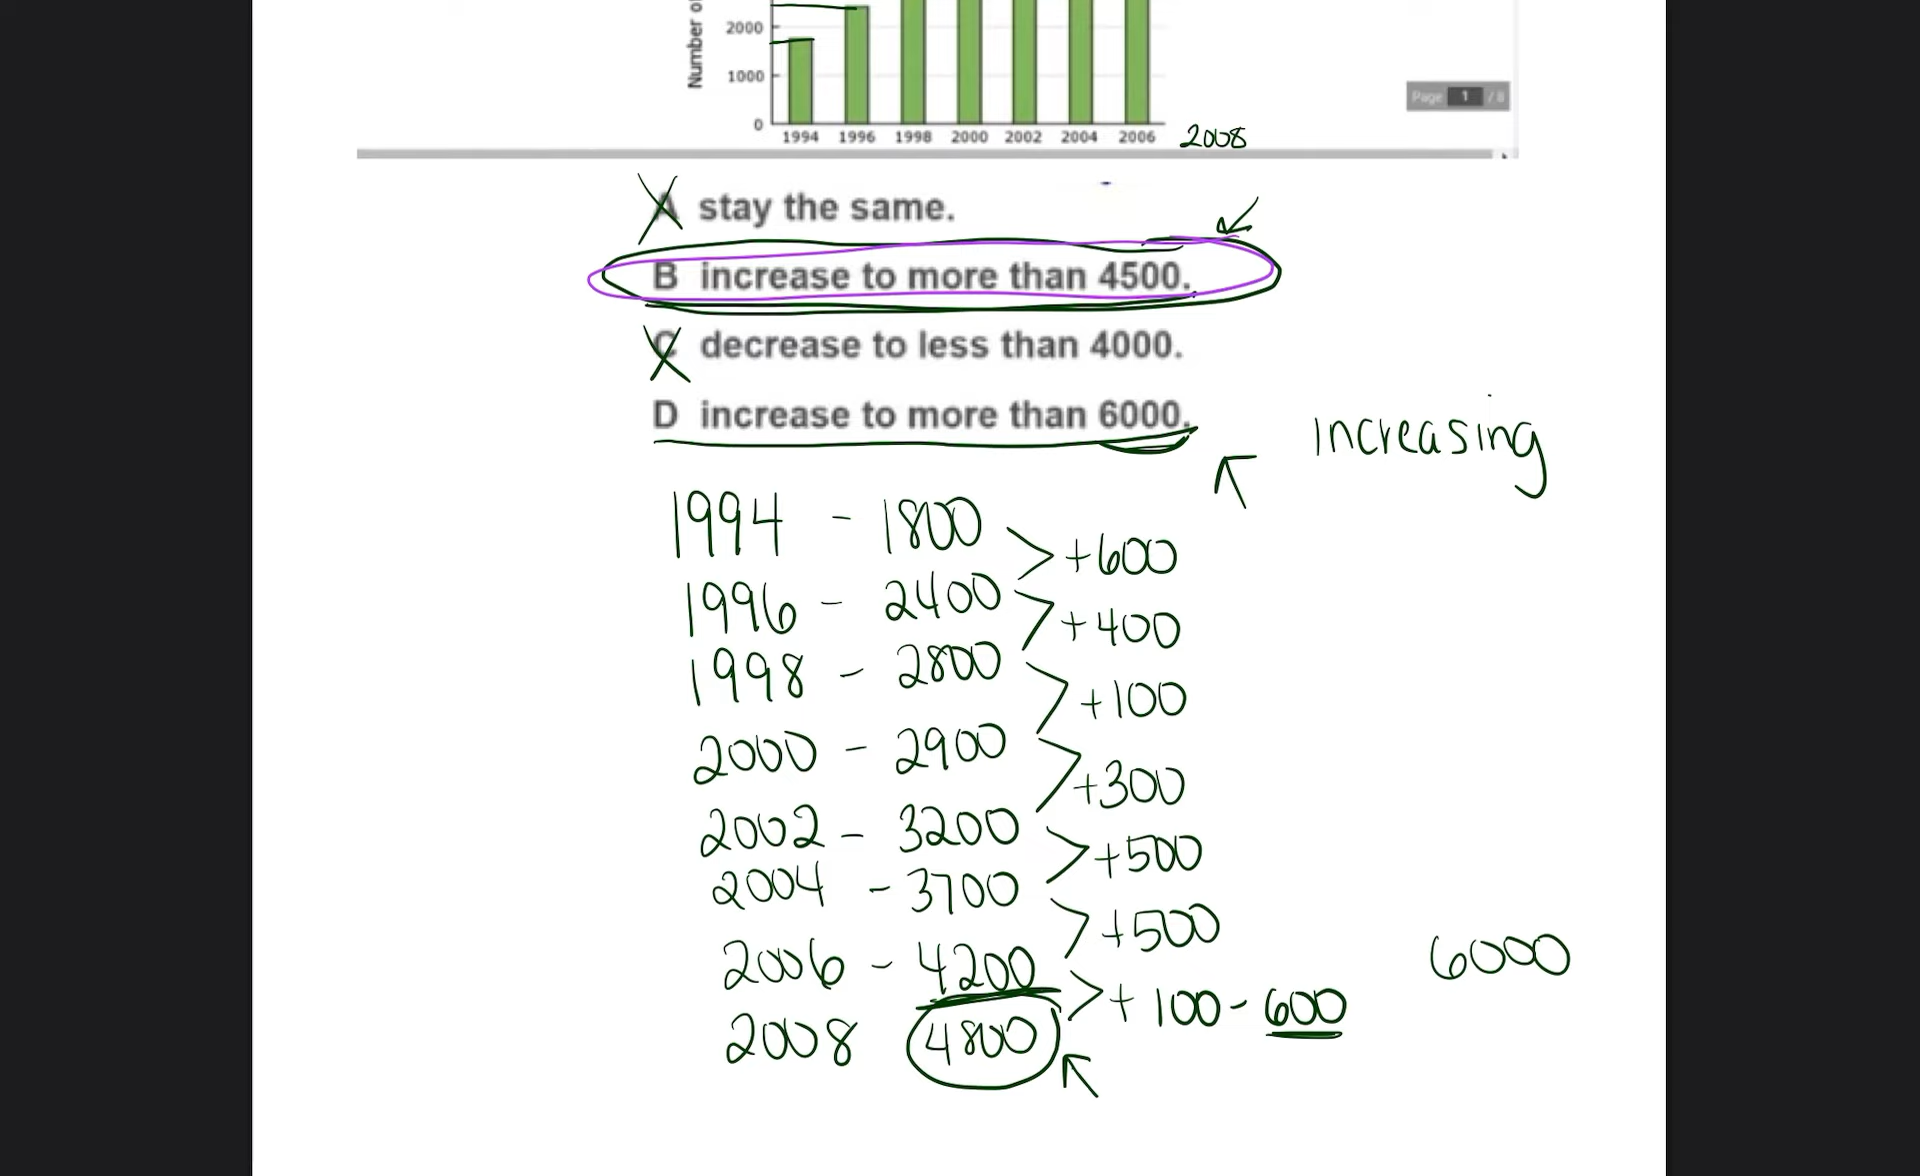 Number o
2000
1000
0
1994 1996 1998 2000 2002 2004 2006 2008
Page 1 / 8
A stay the same.
B increase to more than 4500.
C decrease to less than 4000.
D increase to more than 6000.
increasing
1994 - 1800
+600
1996 - 2400
+400
1998 - 2800
+100
2000 - 2900
+300
2002 - 3200
+500
2004 - 3700
+500
2006 - 4200
+ 100 - 600
6000
2008 4800